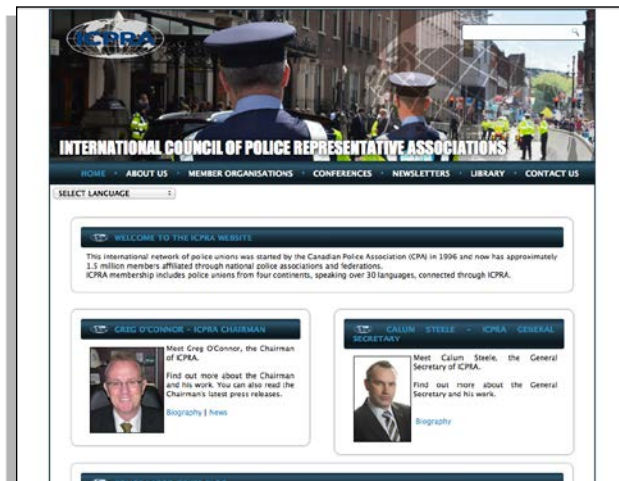 ICPRA
INTERNATIONAL COUNCIL OF POLICE REPRESENTATIVE ASSOCIATIONS
HOME • ABOUT US • MEMBER ORGANISATIONS • CONFERENCES • NEWSLETTERS • LIBRARY • CONTACT US
SELECT LANGUAGE
WELCOME TO THE ICPRA WEBSITE
This international network of police unions was started by the Canadian Police Association (CPA) in 1996 and now has approximately
1.5 million members affiliated through national police associations and federations.
ICPRA membership includes police unions from four continents, speaking over 30 languages, connected through ICPRA.
GREG O'CONNOR - ICPRA CHAIRMAN
Meet Greg O'Connor, the Chairman
of ICPRA.
Find out more about the Chairman
and his work. You can also read the
Chairman's latest press releases.
Biography | News
CALUN STEELE - ICPRA GENERAL
SECRETARY
Meet Calum Steele, the General
Secretary of ICPRA.
Find out more about the General
Secretary and his work.
Biography